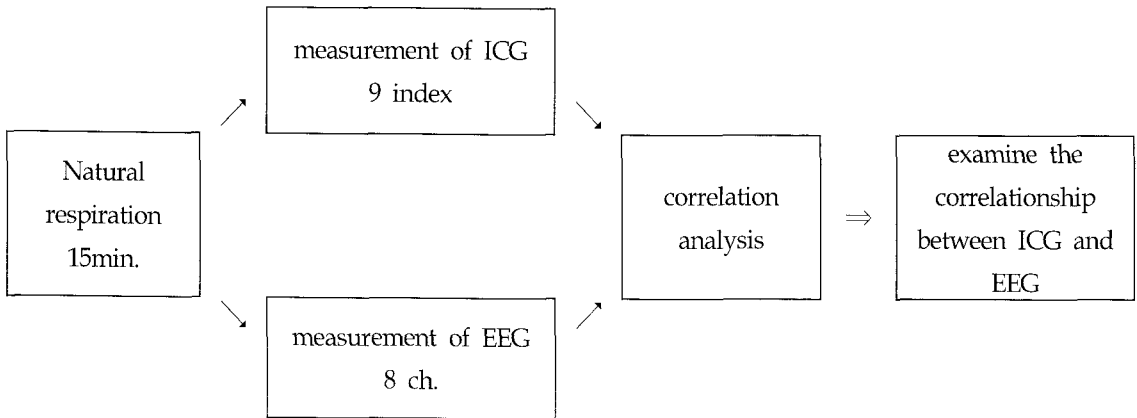 Natural
respiration
15min.
measurement of ICG
9 index
measurement of EEG
8 ch.
correlation
analysis
⇒
examine the
correlationship
between ICG and
EEG